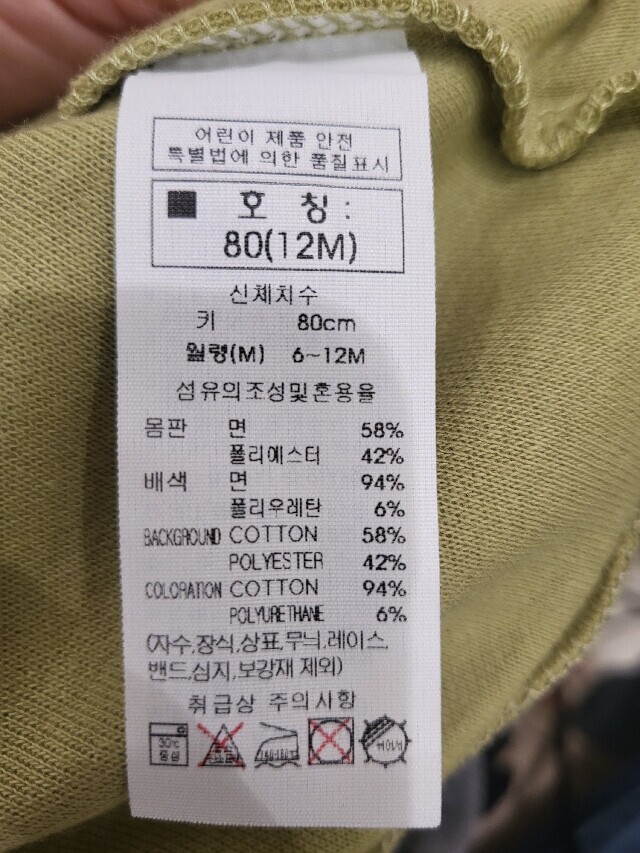 어린이 제품 안전
특별법에 의한 품질표시
■ 호 칭 :
80(12M)
신체치수
키 80cm
월령(M) 6~12M
섬유의조성및혼용율
몸판 면 58%
폴리에스터 42%
배색 면 94%
폴리우레탄 6%
BACKGROUND COTTON 58%
POLYESTER 42%
COLORATION COTTON 94%
POLYURETHANE 6%
(자수,장식,상표,무늬,레이스,
밴드,심지,보강재 제외)
취급상 주의사항
30℃
중성